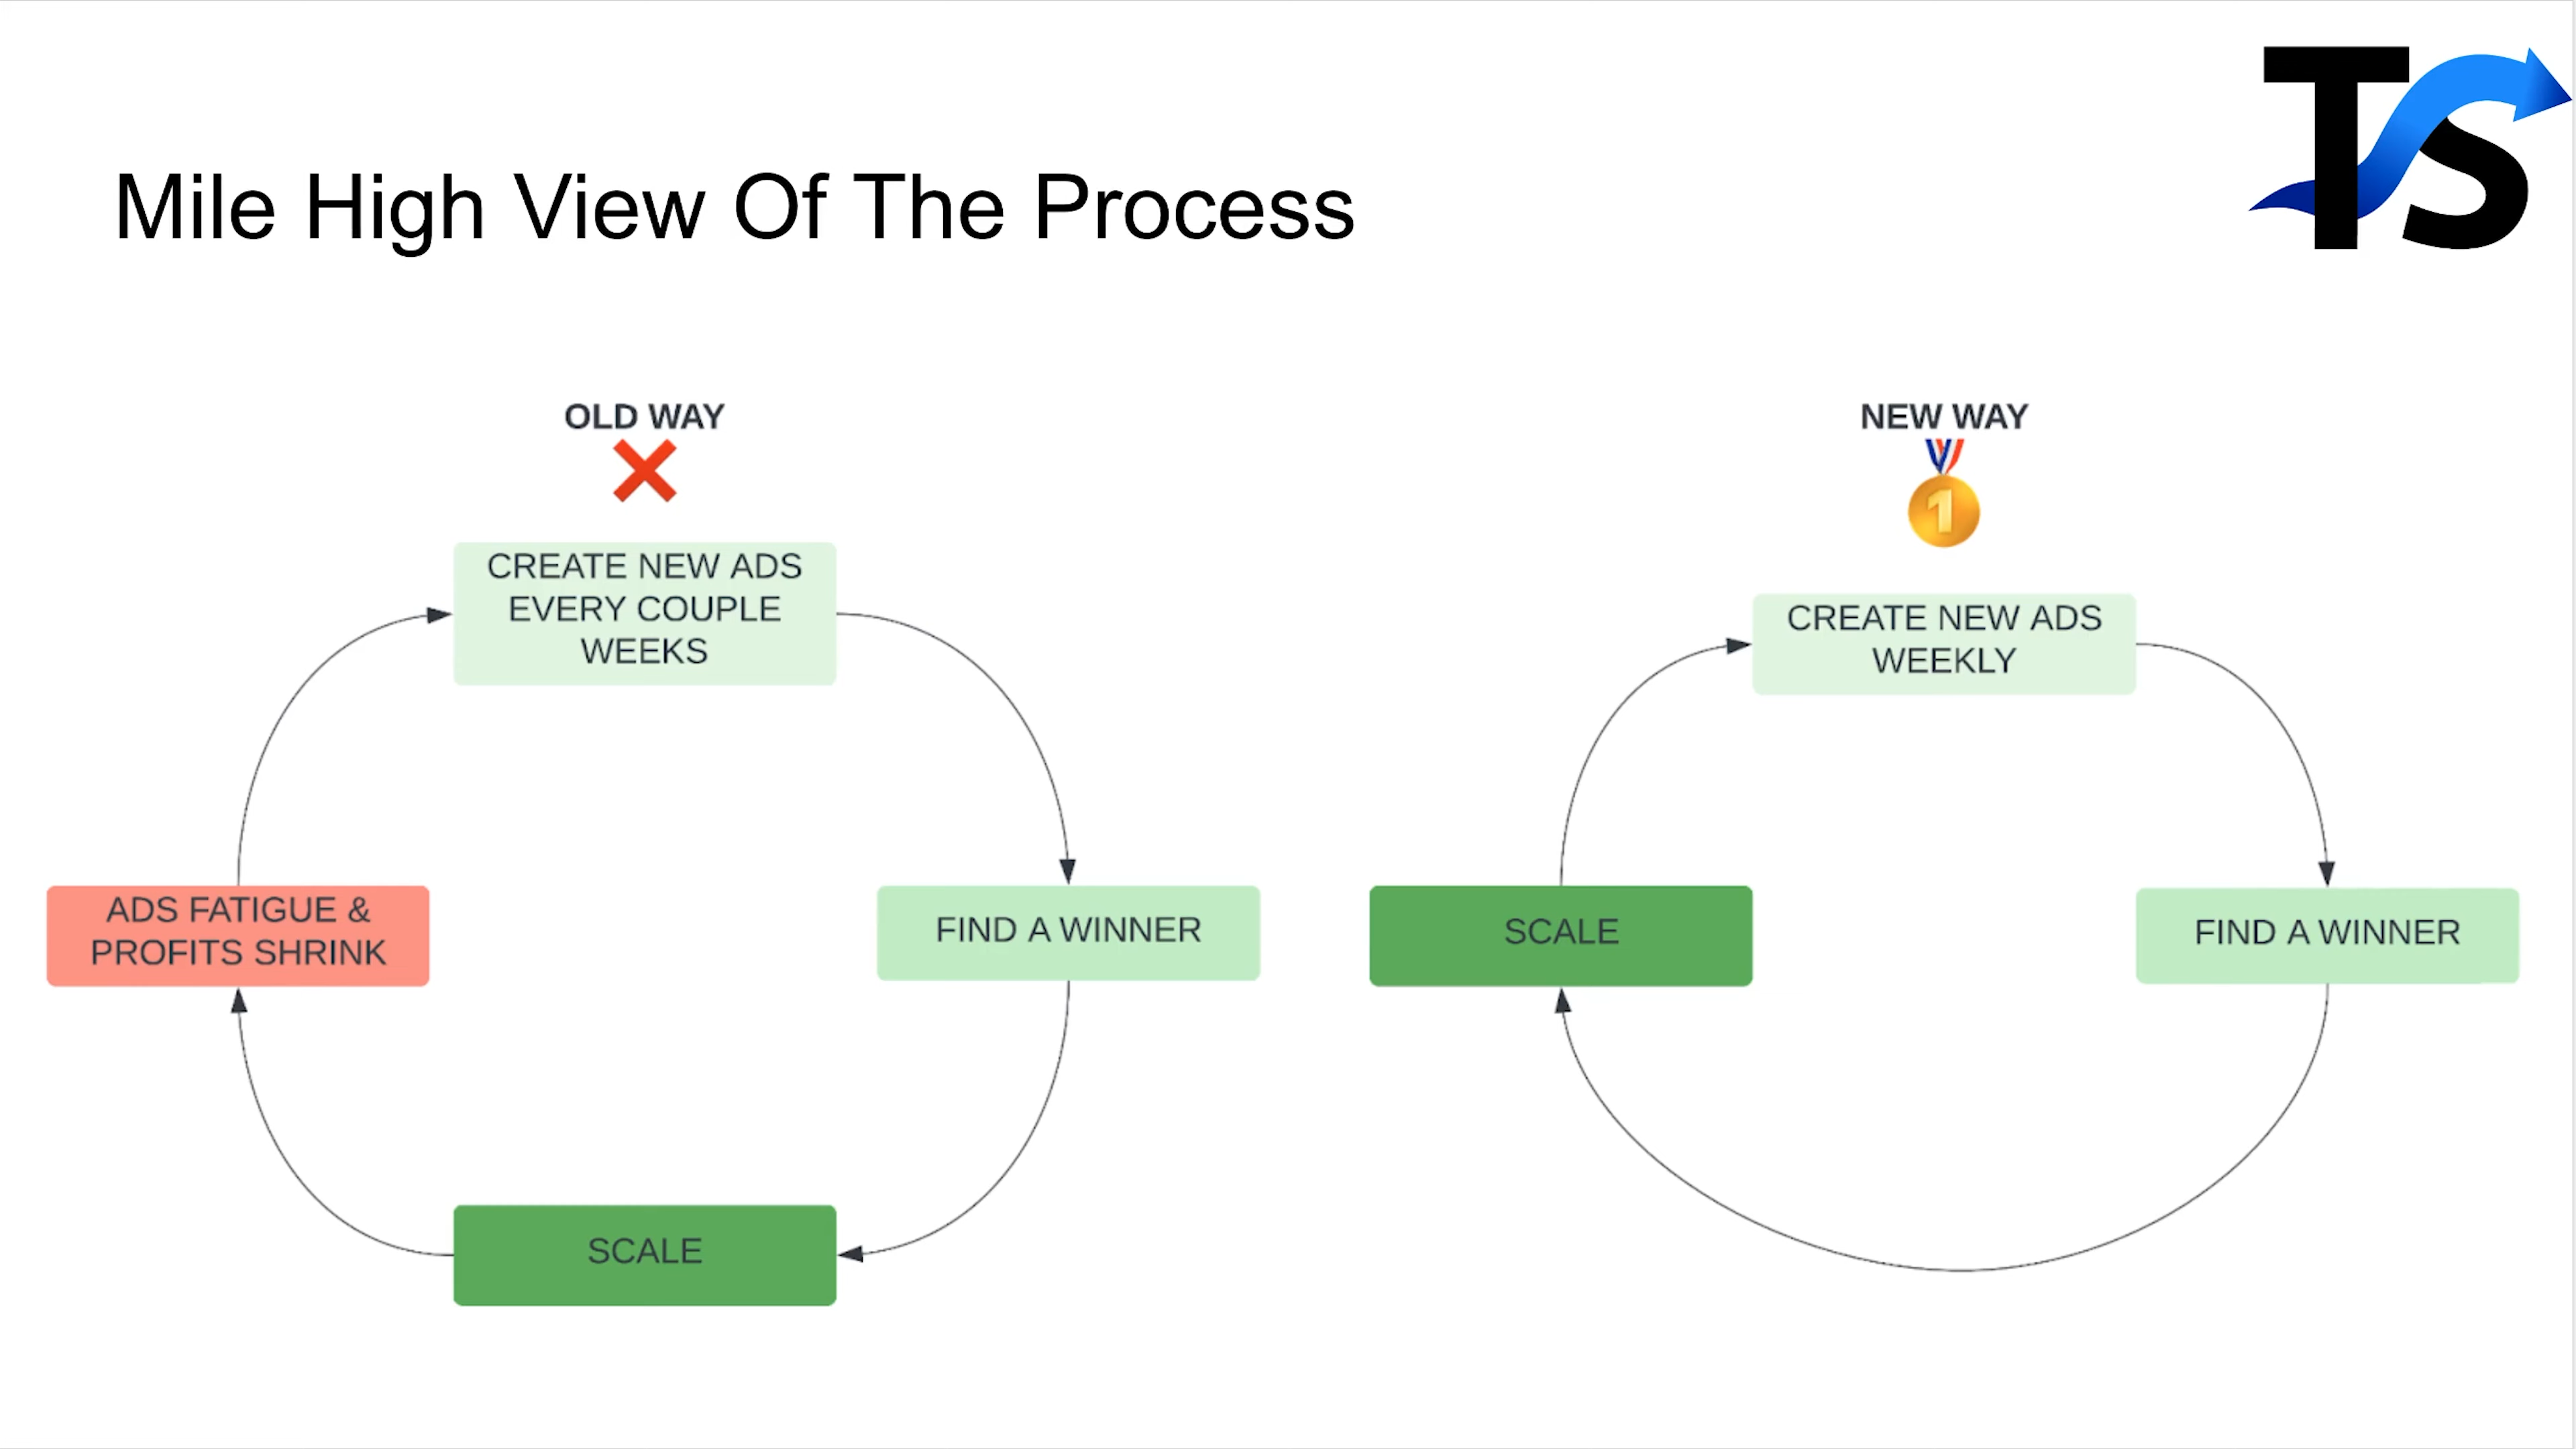 TS
Mile High View Of The Process
OLD WAY
CREATE NEW ADS
EVERY COUPLE
WEEKS
FIND A WINNER
SCALE
ADS FATIGUE &
PROFITS SHRINK
NEW WAY
1
CREATE NEW ADS
WEEKLY
FIND A WINNER
SCALE